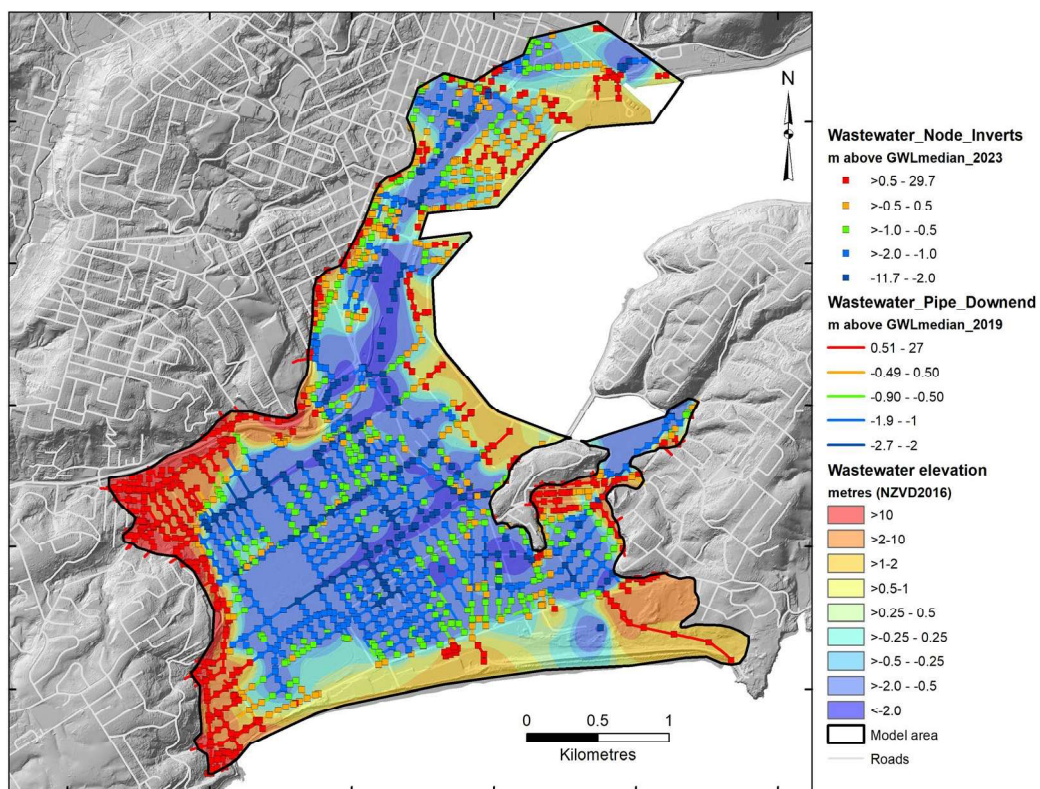 N
0 0.5 1
Kilometres
Wastewater_Node_Inverts
m above GWLmedian_2023
>0.5 - 29.7
>-0.5 - 0.5
>-1.0 - -0.5
>-2.0 - -1.0
-11.7 - -2.0
Wastewater_Pipe_Downend
m above GWLmedian_2019
0.51 - 27
-0.49 - 0.50
-0.90 - -0.50
-1.9 - -1
-2.7 - -2
Wastewater elevation
metres (NZVD2016)
>10
>2-10
>1-2
>0.5-1
>0.25 - 0.5
>-0.25 - 0.25
>-0.5 - -0.25
>-2.0 - -0.5
<-2.0
Model area
Roads